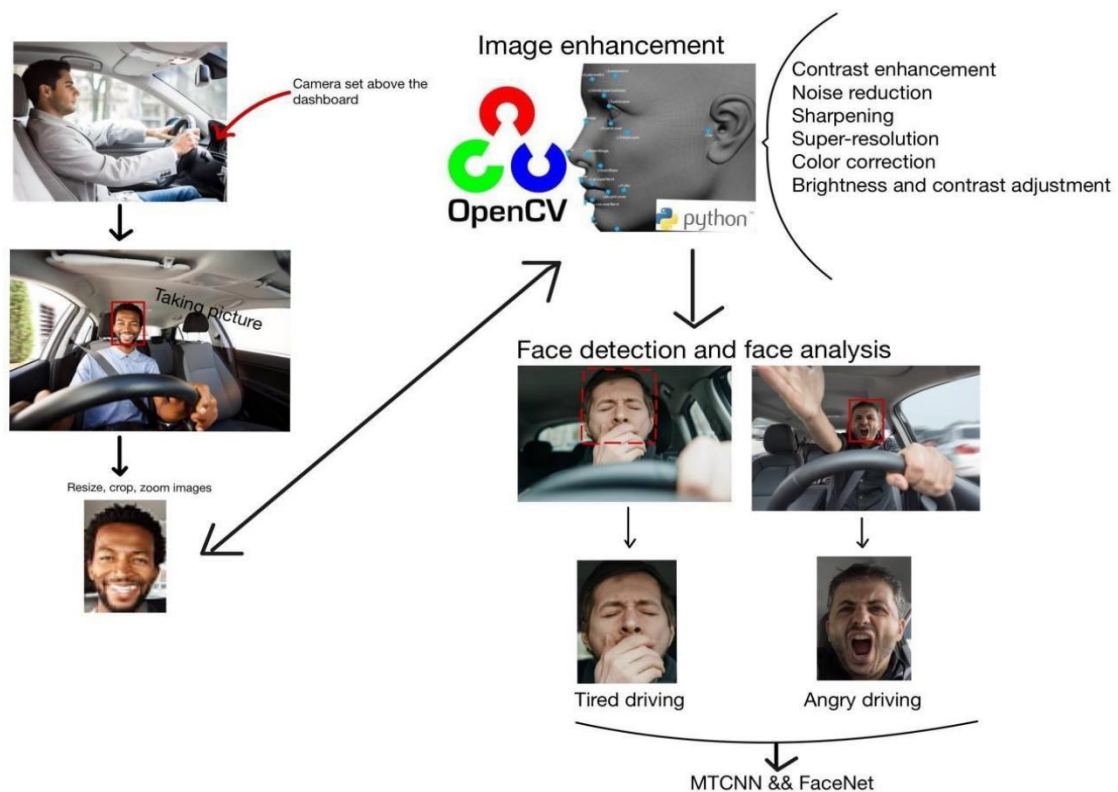 Camera set above the
dashboard
Taking picture
Resize, crop, zoom images
Image enhancement
OpenCV
python
Contrast enhancement
Noise reduction
Sharpening
Super-resolution
Color correction
Brightness and contrast adjustment
Face detection and face analysis
Tired driving
Angry driving
MTCNN && FaceNet